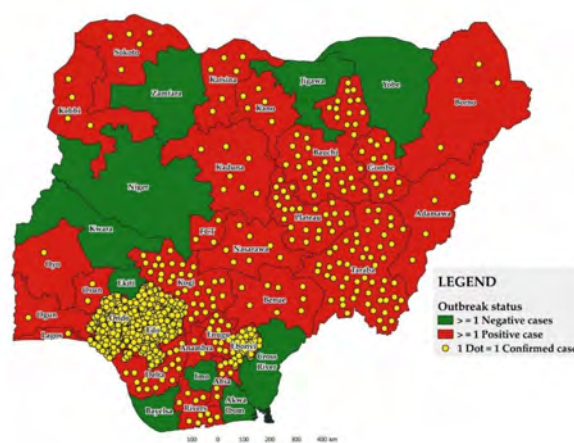 Sokoto
Katsina
Jigawa
Yobe
Borno
Zamfara
Kano
Kebbi
Bauchi
Gombe
Kaduna
Niger
Adamawa
Plateau
Kwara
FCT
Nasarawa
Taraba
Oyo
Kogi
Osun
Ekiti
Benue
Ondo
Edo
Ogun
Enugu
Ebonyi
Lagos
Anambra
Cross
River
Delta
Imo
Abia
Akwa
Ibom
Bayelsa
Rivers
LEGEND
Outbreak status
> = 1 Negative cases
> = 1 Positive case
1 Dot = 1 Confirmed case
100 0 100 200 300 400 km